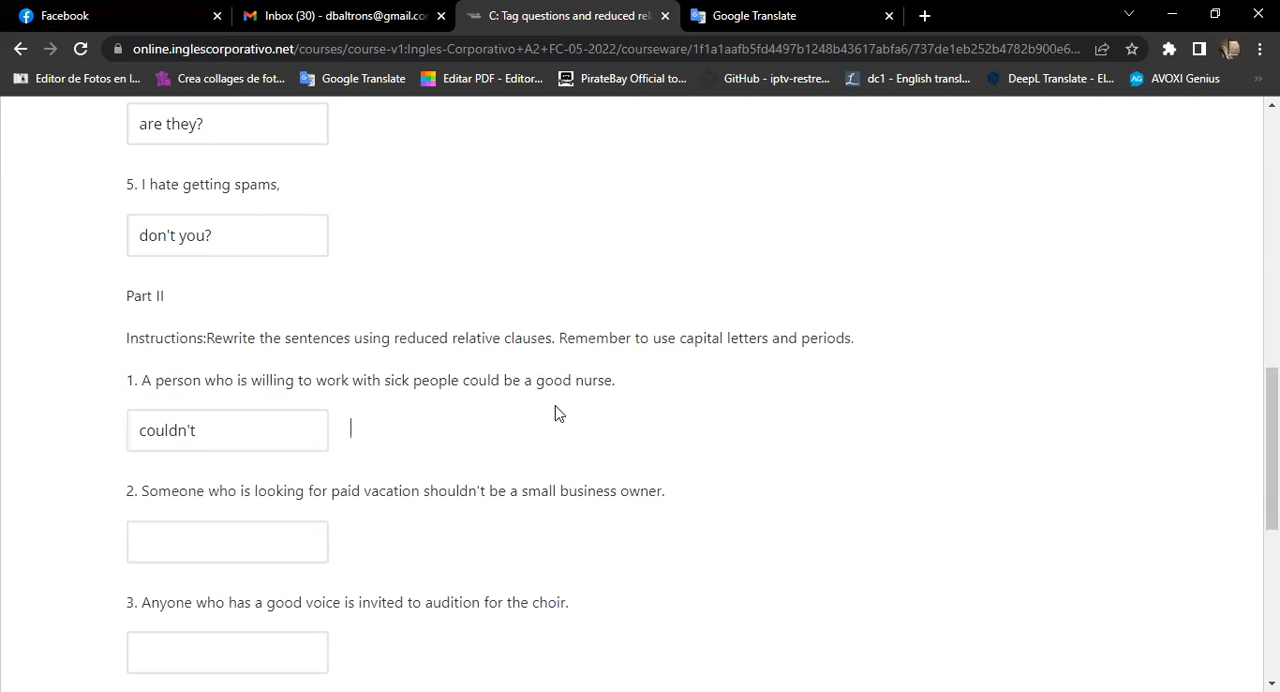 Facebook
Inbox (30) - dbaltrons@gmail.co
C: Tag questions and reduced rel
Google Translate
online.inglescorporativo.net/courses/course-v1:Ingles-Corporativo+A2+FC-05-2022/courseware/1f1a1aafb5fd4497b1248b43617abfa6/737de1eb252b4782b900e6...
Editor de Fotos en l...
Crea collages de fot...
Google Translate
Editar PDF - Editor...
PirateBay Official to...
GitHub - iptv-restre...
dc1 - English transl...
DeepL Translate - El...
AVOXI Genius
are they?
5. I hate getting spams,
don't you?
Part II
Instructions:Rewrite the sentences using reduced relative clauses. Remember to use capital letters and periods.
1. A person who is willing to work with sick people could be a good nurse.
couldn't
2. Someone who is looking for paid vacation shouldn't be a small business owner.
3. Anyone who has a good voice is invited to audition for the choir.